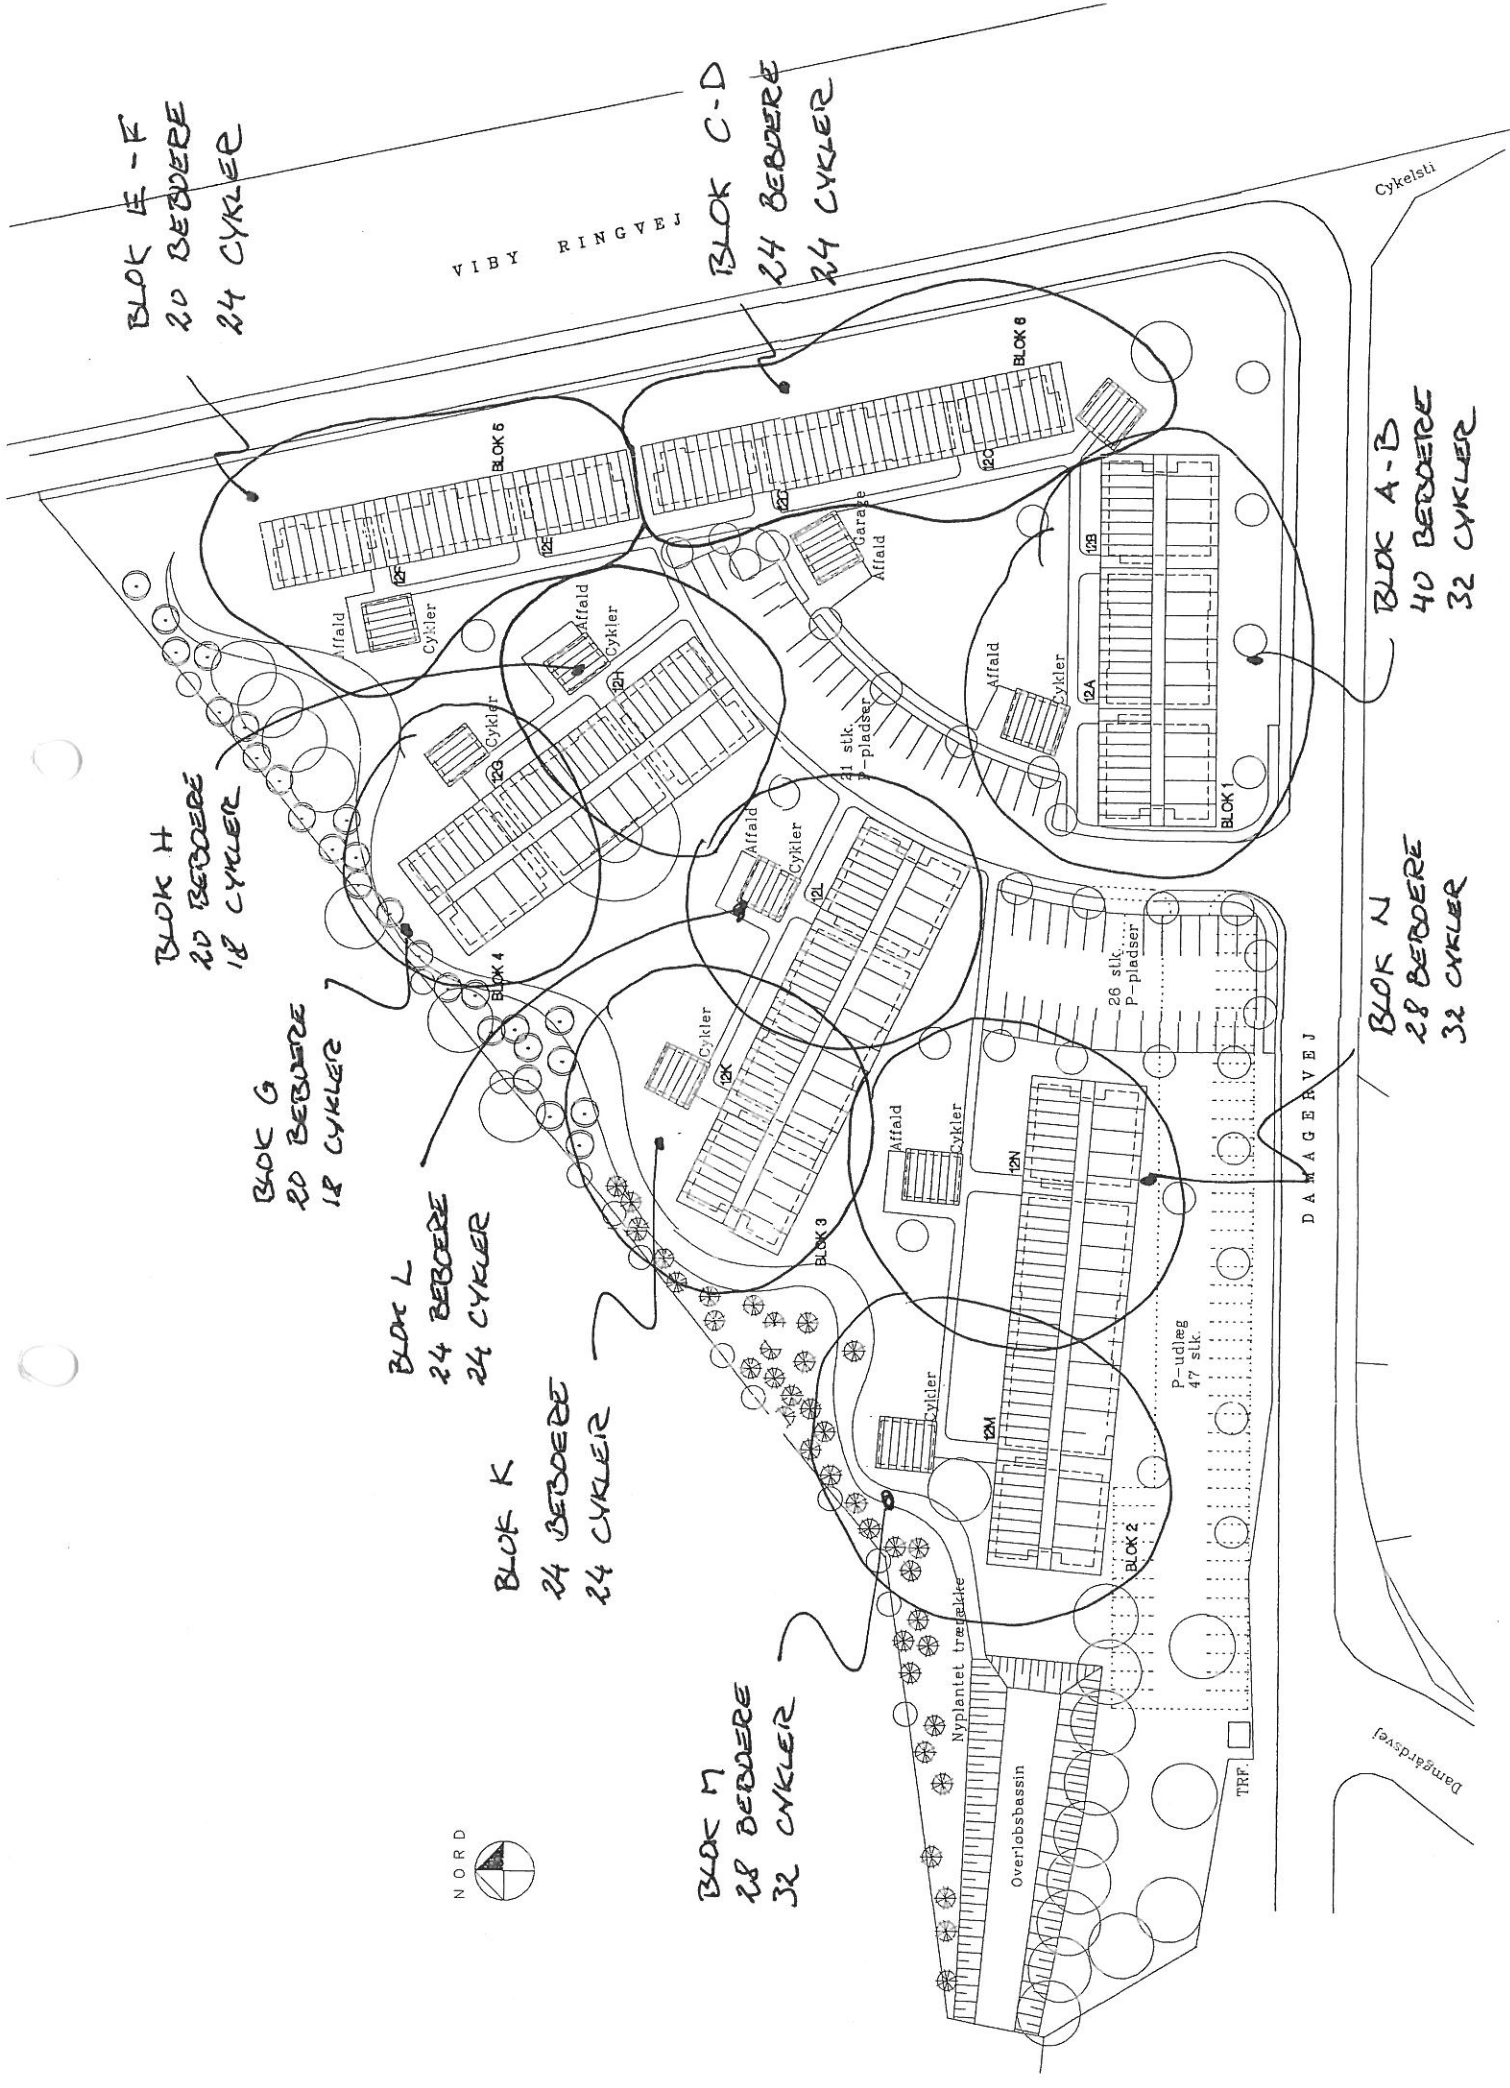 BLOK E-F
20 BEBOERE
24 CYKLER
BLOK C-D
24 BEBOERE
24 CYKLER
VIBY RINGVEJ
Cykelsti
BLOK H
20 BEBOERE
18 CYKLER
BLOK G
20 BEBOERE
18 CYKLER
BLOK L
24 BEBOERE
24 CYKLER
BLOK K
24 BEBOERE
24 CYKLER
BLOK M
28 BEBOERE
32 CYKLER
BLOK A-B
40 BEBOERE
32 CYKLER
BLOK N
28 BEBOERE
32 CYKLER
NORD
BLOK 5
12F
12E
Affald
Cykler
BLOK 6
12D
12C
Garage
Affald
Affald
Cykler
12H
Cykler
12G
BLOK 4
21 stk.
P-pladser
Affald
Cykler
12B
12A
BLOK 1
Affald
Cykler
12L
Cykler
12K
BLOK 3
26 stk.
P-pladser
Affald
Cykler
12N
Cykler
12M
BLOK 2
P-udlæg
47 stk.
DAMAGERVEJ
Nyplantet trærække
Overløbsbassin
TRF.
Damgårdsvej